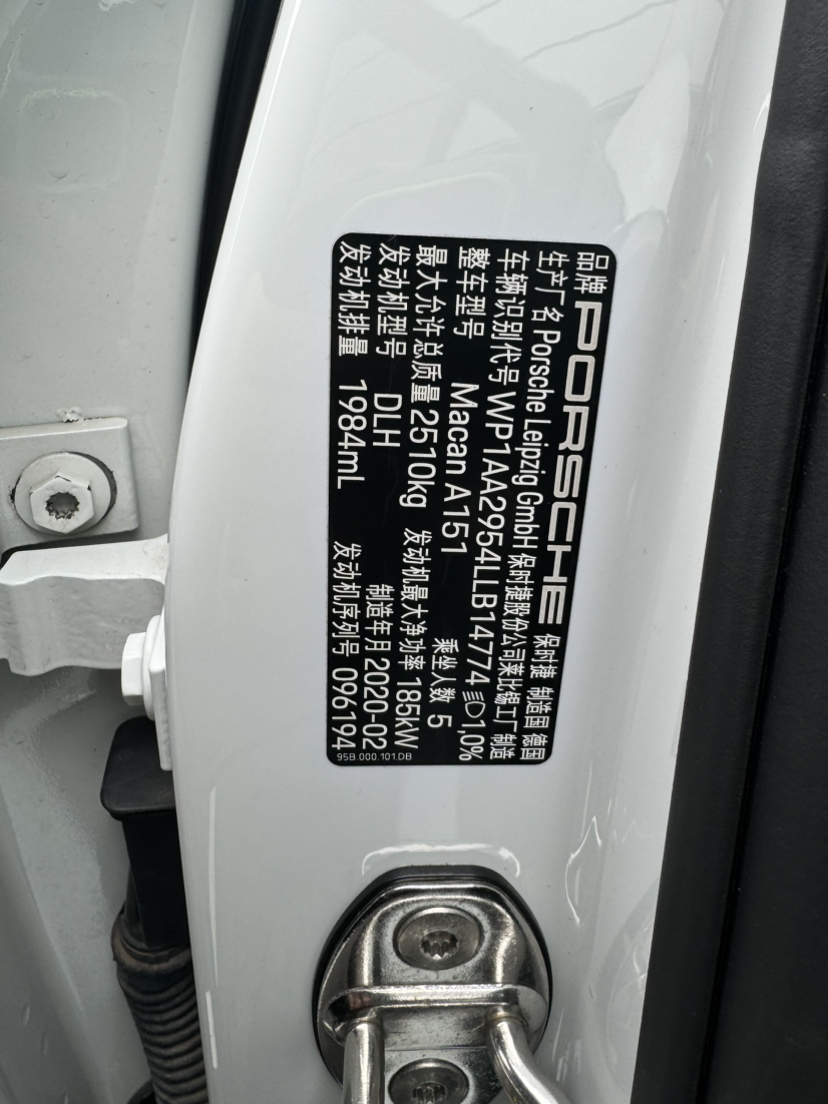 品牌 PORSCHE 保时捷 制造国 德国
生产厂名 Porsche Leipzig GmbH 保时捷股份公司莱比锡工厂制造
车辆识别代号 WP1AA2954LLB14774 1,0%
整车型号 Macan A151 乘坐人数 5
最大允许总质量 2510kg 发动机最大净功率 185kW
发动机型号 DLH 制造年月 2020-02
发动机排量 1984mL 发动机序列号 096194
95B.000.101.DB